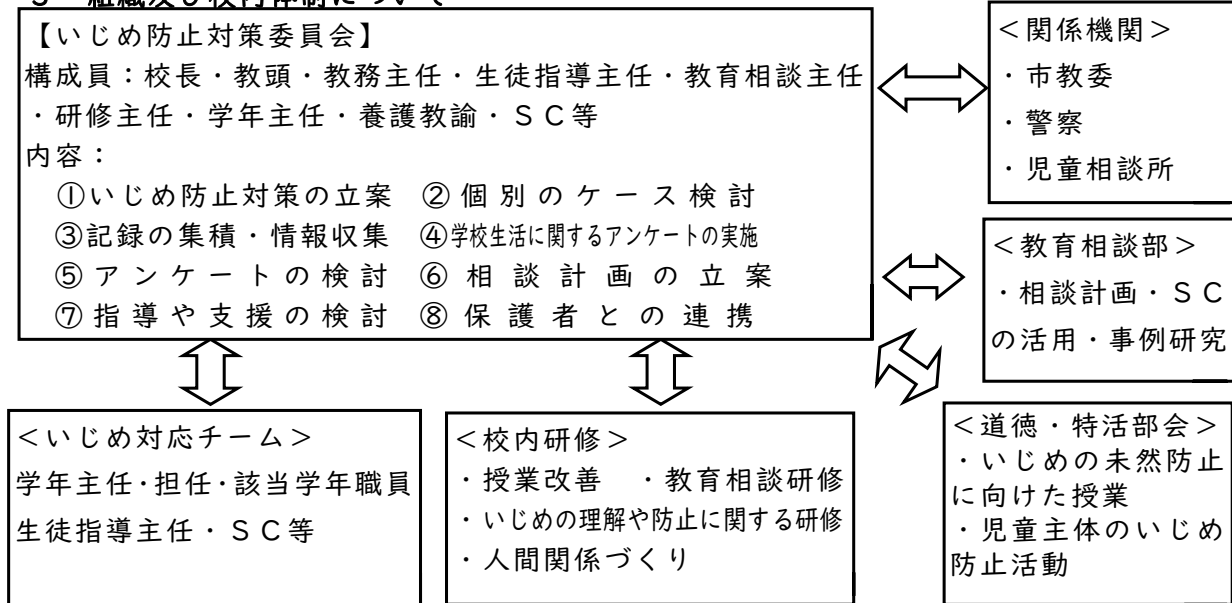 組織及び校内体制について
【いじめ防止対策委員会】
構成員：校長・教頭・教務主任・生徒指導主任・教育相談主任
・研修主任・学年主任・養護教諭・ＳＣ等
内容：
①いじめ防止対策の立案　②個別のケース検討
③記録の集積・情報収集　④学校生活に関するアンケートの実施
⑤アンケートの検討　⑥相談計画の立案
⑦指導や支援の検討　⑧保護者との連携
＜関係機関＞
・市教委
・警察
・児童相談所
＜教育相談部＞
・相談計画・ＳＣ
の活用・事例研究
＜いじめ対応チーム＞
学年主任・担任・該当学年職員
生徒指導主任・ＳＣ等
＜校内研修＞
・授業改善　・教育相談研修
・いじめの理解や防止に関する研修
・人間関係づくり
＜道徳・特活部会＞
・いじめの未然防止
に向けた授業
・児童主体のいじめ
防止活動